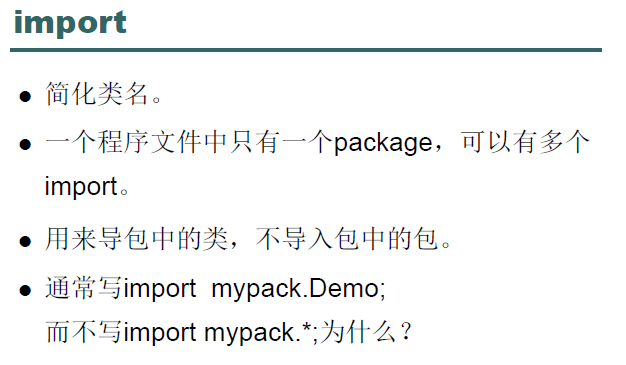 import
● 简化类名。
● 一个程序文件中只有一个package，可以有多个
import。
● 用来导包中的类，不导入包中的包。
● 通常写import  mypack.Demo;
而不写import mypack.*;为什么？